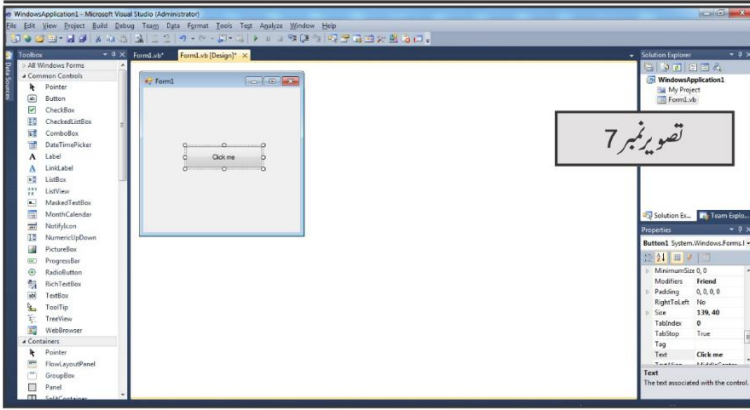 WindowsApplication1 - Microsoft Visual Studio (Administrator)
File Edit View Project Build Debug Team Data Format Tools Test Analyze Window Help
Data Sources
Toolbox
All Windows Forms
Common Controls
Pointer
Button
CheckBox
CheckedListBox
ComboBox
DateTimePicker
Label
LinkLabel
ListBox
ListView
MaskedTextBox
MonthCalendar
NotifyIcon
NumericUpDown
PictureBox
ProgressBar
RadioButton
RichTextBox
TextBox
ToolTip
TreeView
WebBrowser
Containers
Pointer
FlowLayoutPanel
GroupBox
Panel
SplitContainer
Form1.vb* Form1.vb [Design]*
Form1
Click me
تصویر نمبر 7
Solution Explorer
WindowsApplication1
My Project
Form1.vb
Solution Ex... Team Explo...
Properties
Button1 System.Windows.Forms.
MinimumSize 0, 0
Modifiers Friend
Padding 0, 0, 0, 0
RightToLeft No
Size 139, 40
TabIndex 0
TabStop True
Tag
Text Click me
TextAlign MiddleCenter
Text
The text associated with the control.